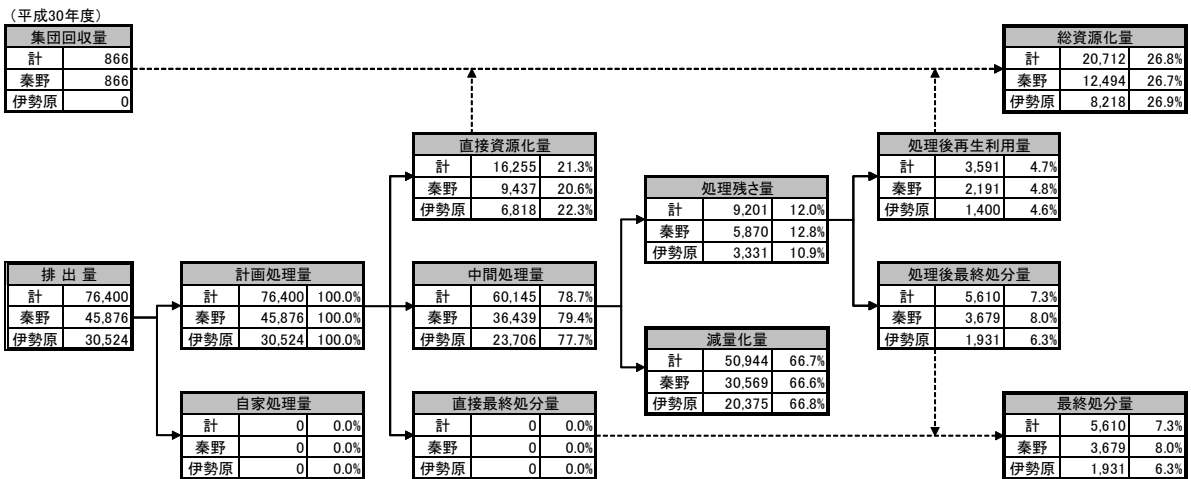 （平成30年度）
集団回収量
計 866
秦野 866
伊勢原 0
総資源化量
計 20,712 26.8%
秦野 12,494 26.7%
伊勢原 8,218 26.9%
直接資源化量
計 16,255 21.3%
秦野 9,437 20.6%
伊勢原 6,818 22.3%
処理後再生利用量
計 3,591 4.7%
秦野 2,191 4.8%
伊勢原 1,400 4.6%
処理残さ量
計 9,201 12.0%
秦野 5,870 12.8%
伊勢原 3,331 10.9%
排出量
計 76,400
秦野 45,876
伊勢原 30,524
計画処理量
計 76,400 100.0%
秦野 45,876 100.0%
伊勢原 30,524 100.0%
中間処理量
計 60,145 78.7%
秦野 36,439 79.4%
伊勢原 23,706 77.7%
処理後最終処分量
計 5,610 7.3%
秦野 3,679 8.0%
伊勢原 1,931 6.3%
減量化量
計 50,944 66.7%
秦野 30,569 66.6%
伊勢原 20,375 66.8%
自家処理量
計 0 0.0%
秦野 0 0.0%
伊勢原 0 0.0%
直接最終処分量
計 0 0.0%
秦野 0 0.0%
伊勢原 0 0.0%
最終処分量
計 5,610 7.3%
秦野 3,679 8.0%
伊勢原 1,931 6.3%